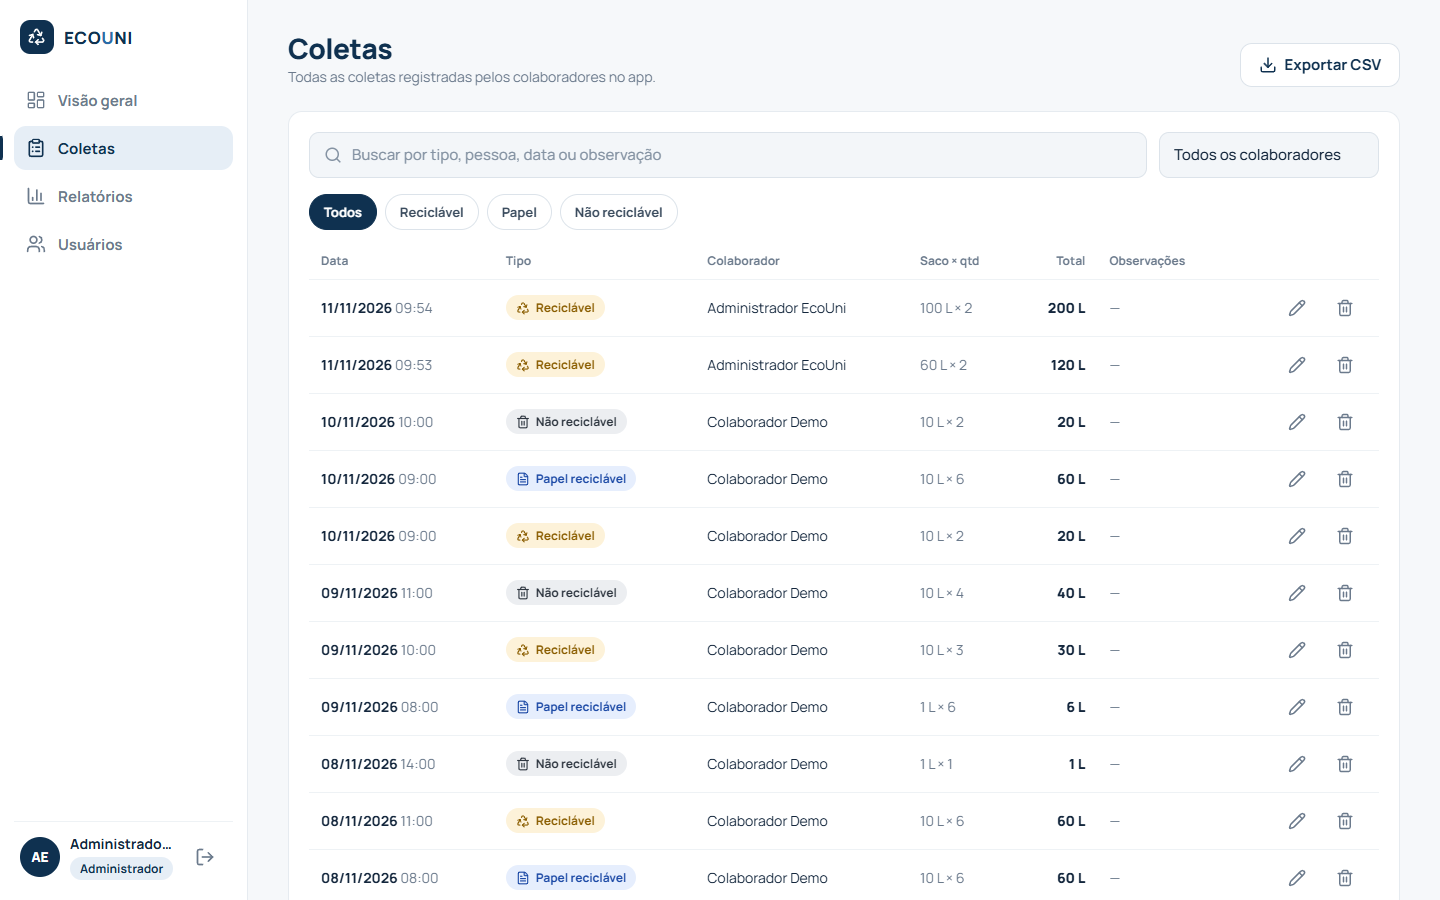 ECOUNI
Visão geral
Coletas
Relatórios
Usuários
AE
Administrado...
Administrador
Coletas
Todas as coletas registradas pelos colaboradores no app.
Exportar CSV
Buscar por tipo, pessoa, data ou observação
Todos os colaboradores
Todos Reciclável Papel Não reciclável
Data Tipo Colaborador Saco × qtd Total Observações
11/11/2026 09:54 Reciclável Administrador EcoUni 100 L × 2 200 L —
11/11/2026 09:53 Reciclável Administrador EcoUni 60 L × 2 120 L —
10/11/2026 10:00 Não reciclável Colaborador Demo 10 L × 2 20 L —
10/11/2026 09:00 Papel reciclável Colaborador Demo 10 L × 6 60 L —
10/11/2026 09:00 Reciclável Colaborador Demo 10 L × 2 20 L —
09/11/2026 11:00 Não reciclável Colaborador Demo 10 L × 4 40 L —
09/11/2026 10:00 Reciclável Colaborador Demo 10 L × 3 30 L —
09/11/2026 08:00 Papel reciclável Colaborador Demo 1 L × 6 6 L —
08/11/2026 14:00 Não reciclável Colaborador Demo 1 L × 1 1 L —
08/11/2026 11:00 Reciclável Colaborador Demo 10 L × 6 60 L —
08/11/2026 08:00 Papel reciclável Colaborador Demo 10 L × 6 60 L —